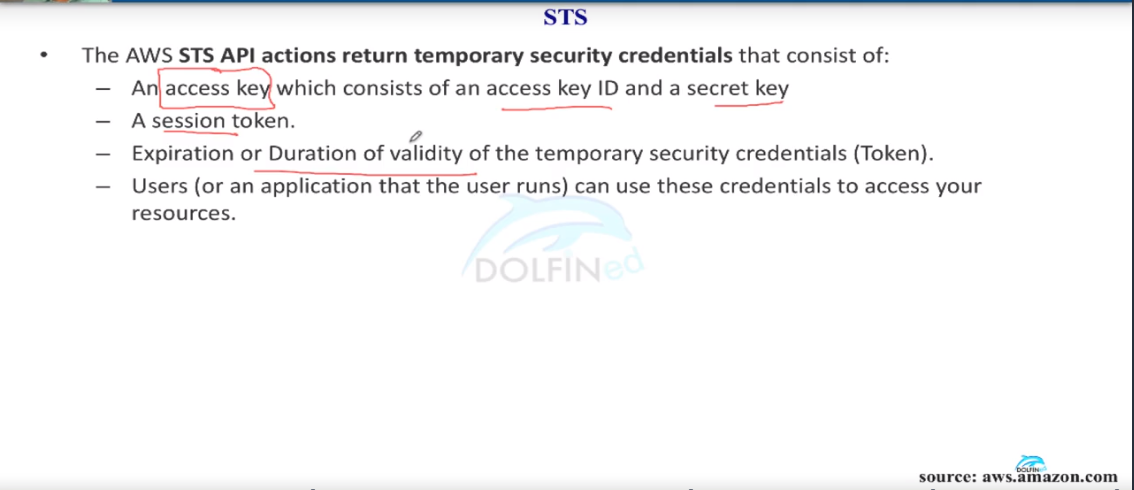 STS
• The AWS STS API actions return temporary security credentials that consist of:
– An access key which consists of an access key ID and a secret key
– A session token.
– Expiration or Duration of validity of the temporary security credentials (Token).
– Users (or an application that the user runs) can use these credentials to access your
resources.
DOLFINed
DOLFINed
source: aws.amazon.com